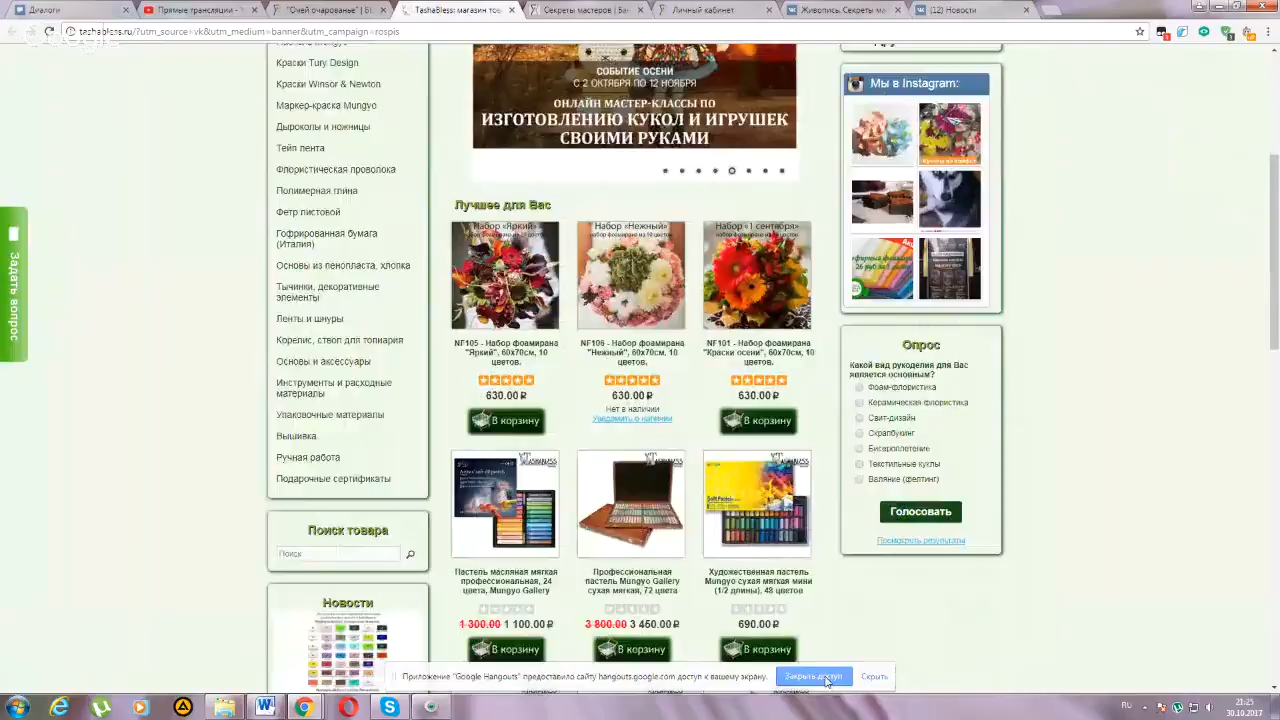 Диалоги
Прямые трансляции -
"Очей очарованье" | Ві
Tashabless магазин тов
Секреты мастеров | Ва
Личный кабинет
Живопись.Секреты м
(12) Новости
tashabless.ru/?utm_source=vk&utm_medium=banner&utm_campaign=rospis
Краски Tury Design
Краски Winsor & Newton
Маркер-краска Mungyo
Дыроколы и ножницы
Тейп лента
Флористическая проволока
Полимерная глина
Фетр листовой
Гофрированная бумага
(Италия)
Основы из пенопласта, хлопка
Тычинки, декоративные
элементы
Ленты и шнуры
Корелис, ствол для топиария
Основы и аксессуары
Инструменты и расходные
материалы
Упаковочные материалы
Вышивка
Ручная работа
Подарочные сертификаты
Поиск товара
Поиск
Новости
Задать вопрос
СОБЫТИЕ ОСЕНИ
С 2 ОКТЯБРЯ ПО 12 НОЯБРЯ
ОНЛАЙН МАСТЕР-КЛАССЫ ПО
ИЗГОТОВЛЕНИЮ КУКОЛ И ИГРУШЕК
СВОИМИ РУКАМИ
Лучшее для Вас
Набор «Яркий»
Набор «Нежный»
Набор «1 сентября»
NF105 - Набор фоамирана
"Яркий", 60х70см, 10
цветов.
630.00₽
В корзину
NF106 - Набор фоамирана
"Нежный", 60х70см, 10
цветов.
630.00₽
Нет в наличии
Уведомить о наличии
NF101 - Набор фоамирана
"Краски осени", 60х70см, 10
цветов.
630.00₽
В корзину
Пастель масляная мягкая
профессиональная, 24
цвета, Mungyo Gallery
1 300.00 1 100.00₽
В корзину
Профессиональная
пастель Mungyo Gallery
сухая мягкая, 72 цвета
3 800.00 3 450.00₽
В корзину
Художественная пастель
Mungyo сухая мягкая мини
(1/2 длины), 48 цветов
690.00₽
В корзину
Мы в Instagram:
Опрос
Какой вид рукоделия для Вас
является основным?
Фоам-флористика
Керамическая флористика
Свит-дизайн
Скрапбукинг
Бисероплетение
Текстильные куклы
Валяние (фелтинг)
Голосовать
Посмотреть результаты
Приложение "Google Hangouts" предоставило сайту hangouts.google.com доступ к вашему экрану.
Закрыть доступ
Скрыть
RU
21:25
30.10.2017